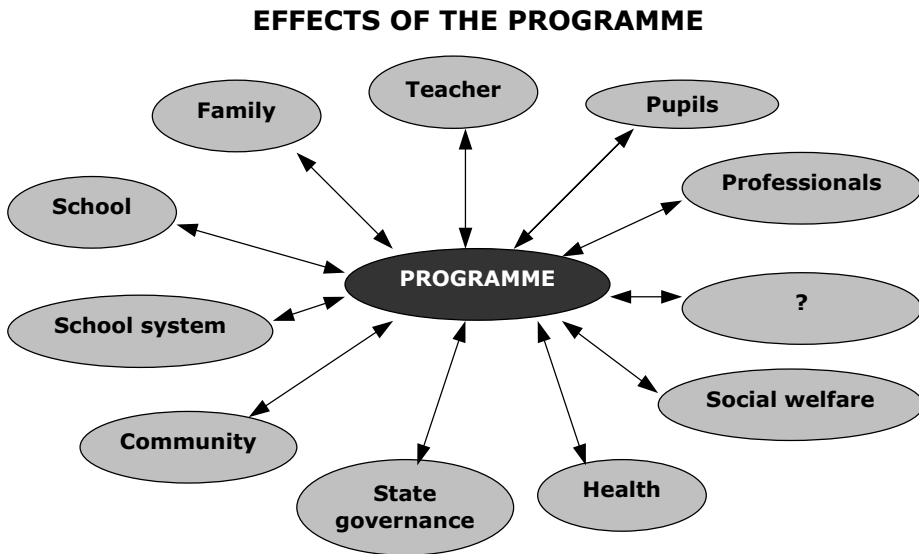 EFFECTS OF THE PROGRAMME
Teacher
Pupils
Family
Professionals
School
PROGRAMME
?
School system
Social welfare
Community
State
governance
Health